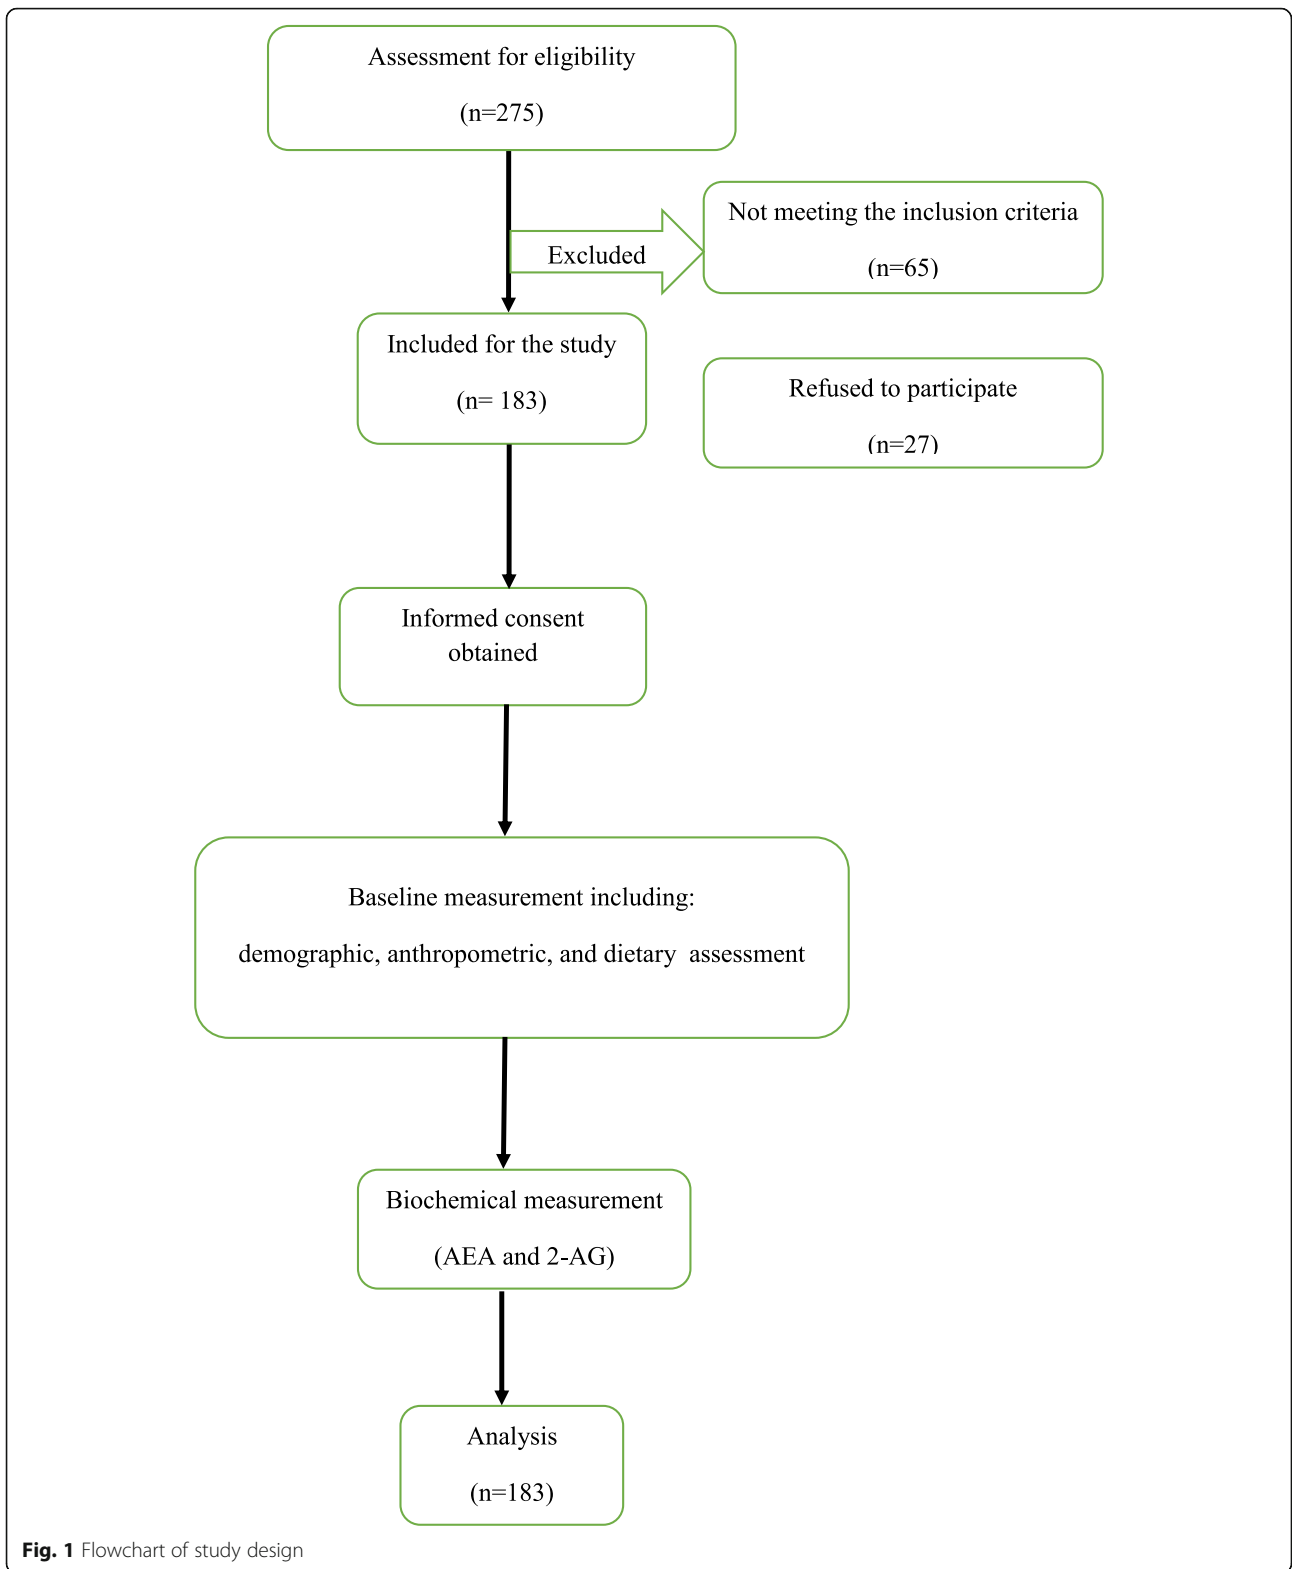 Assessment for eligibility
(n=275)
Not meeting the inclusion criteria
(n=65)
Excluded
Included for the study
(n= 183)
Refused to participate
(n=27)
Informed consent
obtained
Baseline measurement including:
demographic, anthropometric, and dietary  assessment
Biochemical measurement
(AEA and 2-AG)
Analysis
(n=183)
Fig. 1 Flowchart of study design